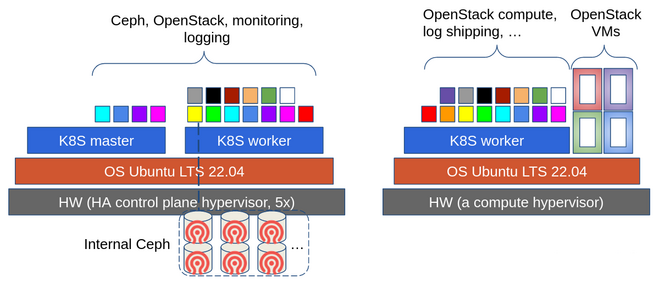 Ceph, OpenStack, monitoring,
logging
K8S master
K8S worker
OS Ubuntu LTS 22.04
HW (HA control plane hypervisor, 5x)
Internal Ceph
...
OpenStack compute,
log shipping, ...
OpenStack
VMs
K8S worker
OS Ubuntu LTS 22.04
HW (a compute hypervisor)